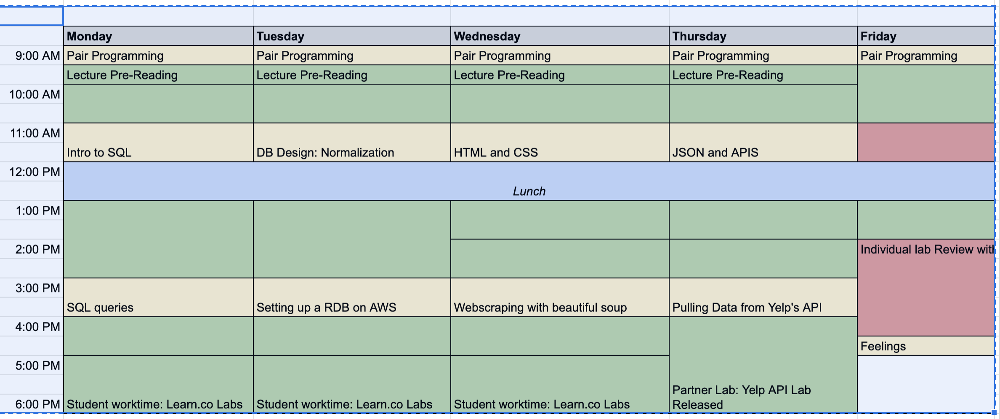 Monday Tuesday Wednesday Thursday Friday
9:00 AM Pair Programming Pair Programming Pair Programming Pair Programming Pair Programming
Lecture Pre-Reading Lecture Pre-Reading Lecture Pre-Reading Lecture Pre-Reading
10:00 AM
11:00 AM
Intro to SQL DB Design: Normalization HTML and CSS JSON and APIS
12:00 PM
Lunch
1:00 PM
2:00 PM Individual lab Review with
3:00 PM
SQL queries Setting up a RDB on AWS Webscraping with beautiful soup Pulling Data from Yelp's API
4:00 PM
Feelings
5:00 PM
Partner Lab: Yelp API Lab
6:00 PM Student worktime: Learn.co Labs Student worktime: Learn.co Labs Student worktime: Learn.co Labs Released